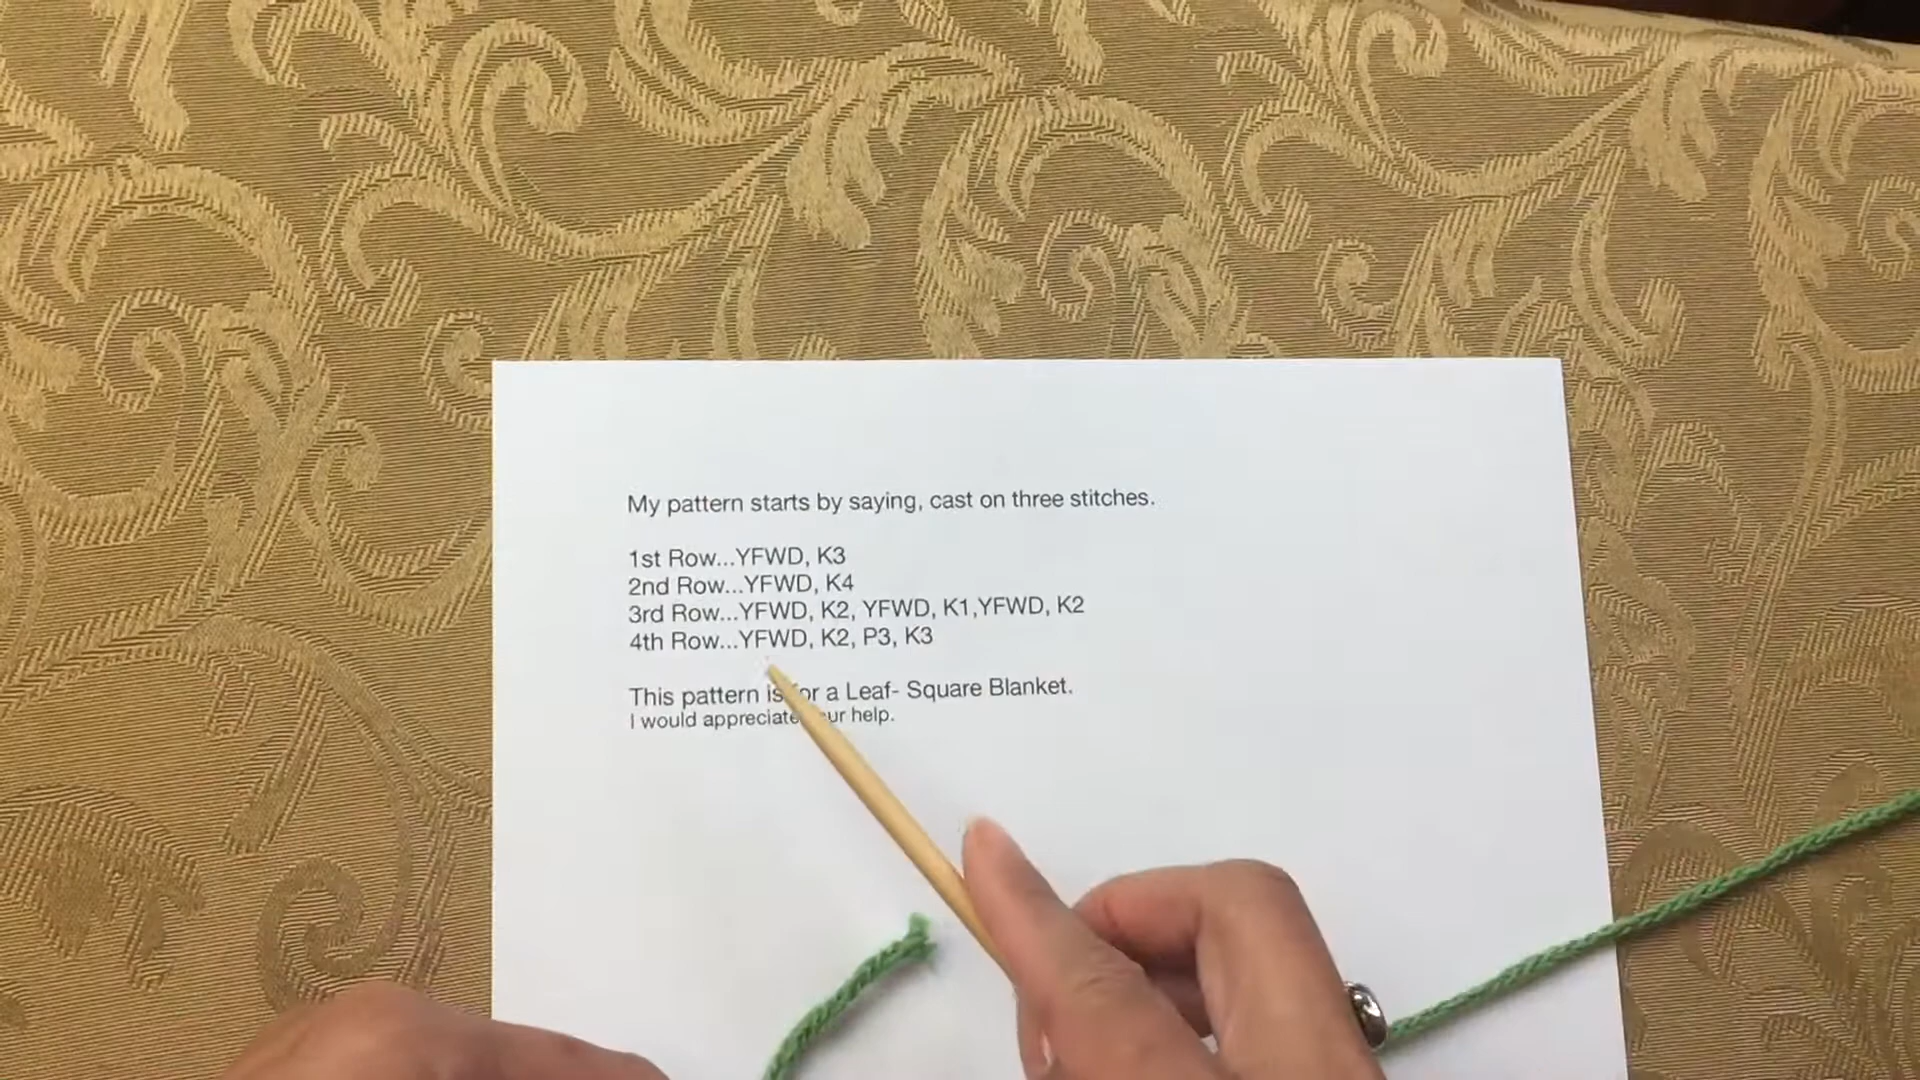 My pattern starts by saying, cast on three stitches.
1st Row...YFWD, K3
2nd Row...YFWD, K4
3rd Row...YFWD, K2, YFWD, K1,YFWD, K2
4th Row...YFWD, K2, P3, K3
This pattern is for a Leaf- Square Blanket.
I would appreciate help.